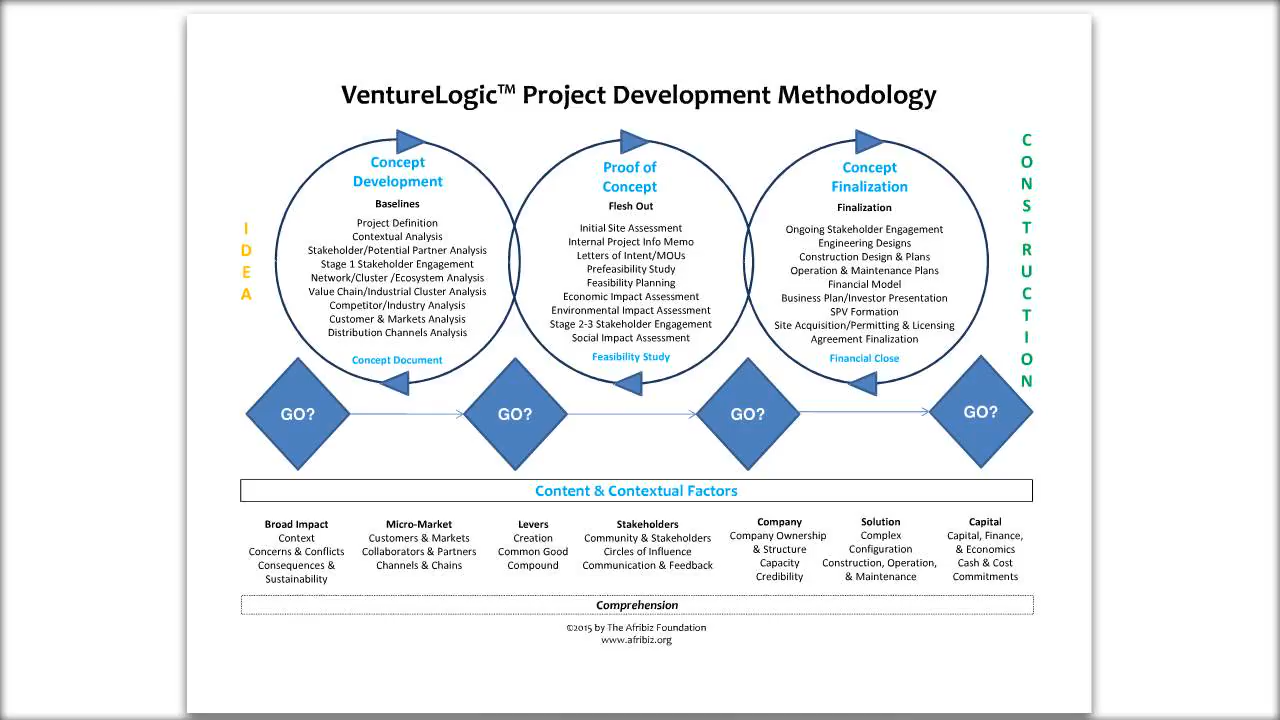 VentureLogic™ Project Development Methodology
IDEA
Concept
Development
Baselines
Project Definition
Contextual Analysis
Stakeholder/Potential Partner Analysis
Stage 1 Stakeholder Engagement
Network/Cluster /Ecosystem Analysis
Value Chain/Industrial Cluster Analysis
Competitor/Industry Analysis
Customer & Markets Analysis
Distribution Channels Analysis
Concept Document
Proof of
Concept
Flesh Out
Initial Site Assessment
Internal Project Info Memo
Letters of Intent/MOUs
Prefeasibility Study
Feasibility Planning
Economic Impact Assessment
Environmental Impact Assessment
Stage 2-3 Stakeholder Engagement
Social Impact Assessment
Feasibility Study
Concept
Finalization
Finalization
Ongoing Stakeholder Engagement
Engineering Designs
Construction Design & Plans
Operation & Maintenance Plans
Financial Model
Business Plan/Investor Presentation
SPV Formation
Site Acquisition/Permitting & Licensing
Agreement Finalization
Financial Close
CONSTRUCTION
GO?
GO?
GO?
GO?
Content & Contextual Factors
Broad Impact
Context
Concerns & Conflicts
Consequences &
Sustainability
Micro-Market
Customers & Markets
Collaborators & Partners
Channels & Chains
Levers
Creation
Common Good
Compound
Stakeholders
Community & Stakeholders
Circles of Influence
Communication & Feedback
Company
Company Ownership
& Structure
Capacity
Credibility
Solution
Complex
Configuration
Construction, Operation,
& Maintenance
Capital
Capital, Finance,
& Economics
Cash & Cost
Commitments
Comprehension
©2015 by The Afribiz Foundation
www.afribiz.org